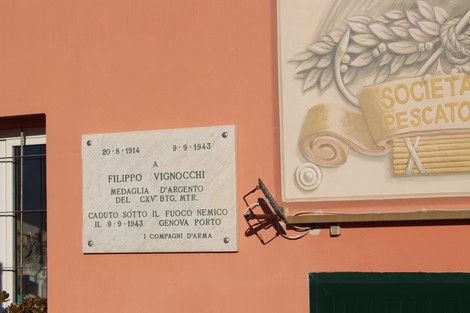 20-8-1914 9-9-1943
A
FILIPPO VIGNOCCHI
MEDAGLIA D'ARGENTO
DEL CXV° BTG. MTR.
CADUTO SOTTO IL FUOCO NEMICO
IL 9-9-1943 GENOVA PORTO
I COMPAGNI D'ARMA
SOCIETA
PESCATO